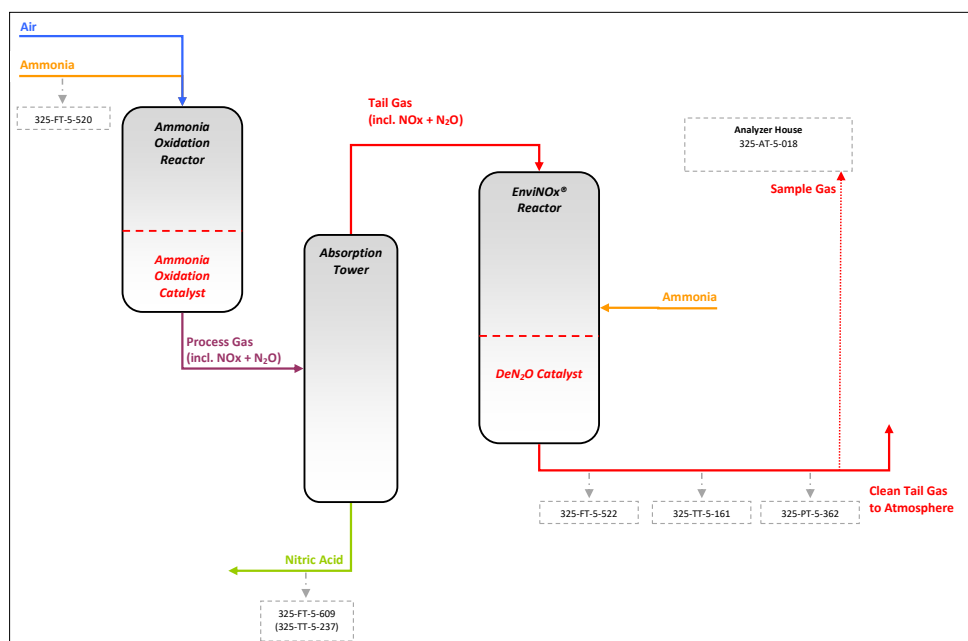 Air
Ammonia
325-FT-5-520
Ammonia
Oxidation
Reactor
Ammonia
Oxidation
Catalyst
Process Gas
(incl. NOx + N₂O)
Tail Gas
(incl. NOx + N₂O)
Absorption
Tower
EnviNOx®
Reactor
Ammonia
DeN₂O Catalyst
Analyzer House
325-AT-5-018
Sample Gas
325-FT-5-522
325-TT-5-161
325-PT-5-362
Clean Tail Gas
to Atmosphere
Nitric Acid
325-FT-5-609
(325-TT-5-237)